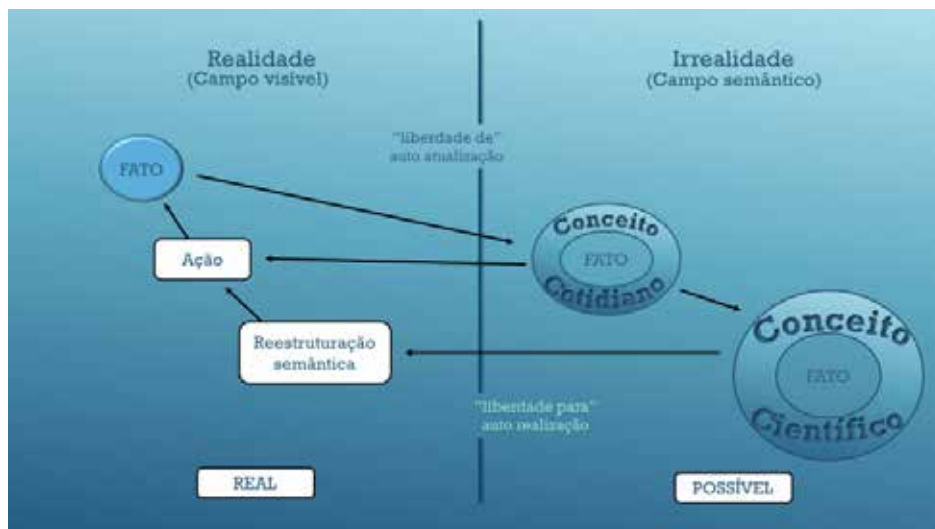 Realidade
(Campo visível)
Irrealidade
(Campo semântico)
"liberdade de"
auto atualização
FATO
Conceito
FATO
Cotidiano
Ação
Reestruturação
semântica
Conceito
FATO
Científico
"liberdade para"
auto realização
REAL
POSSÍVEL